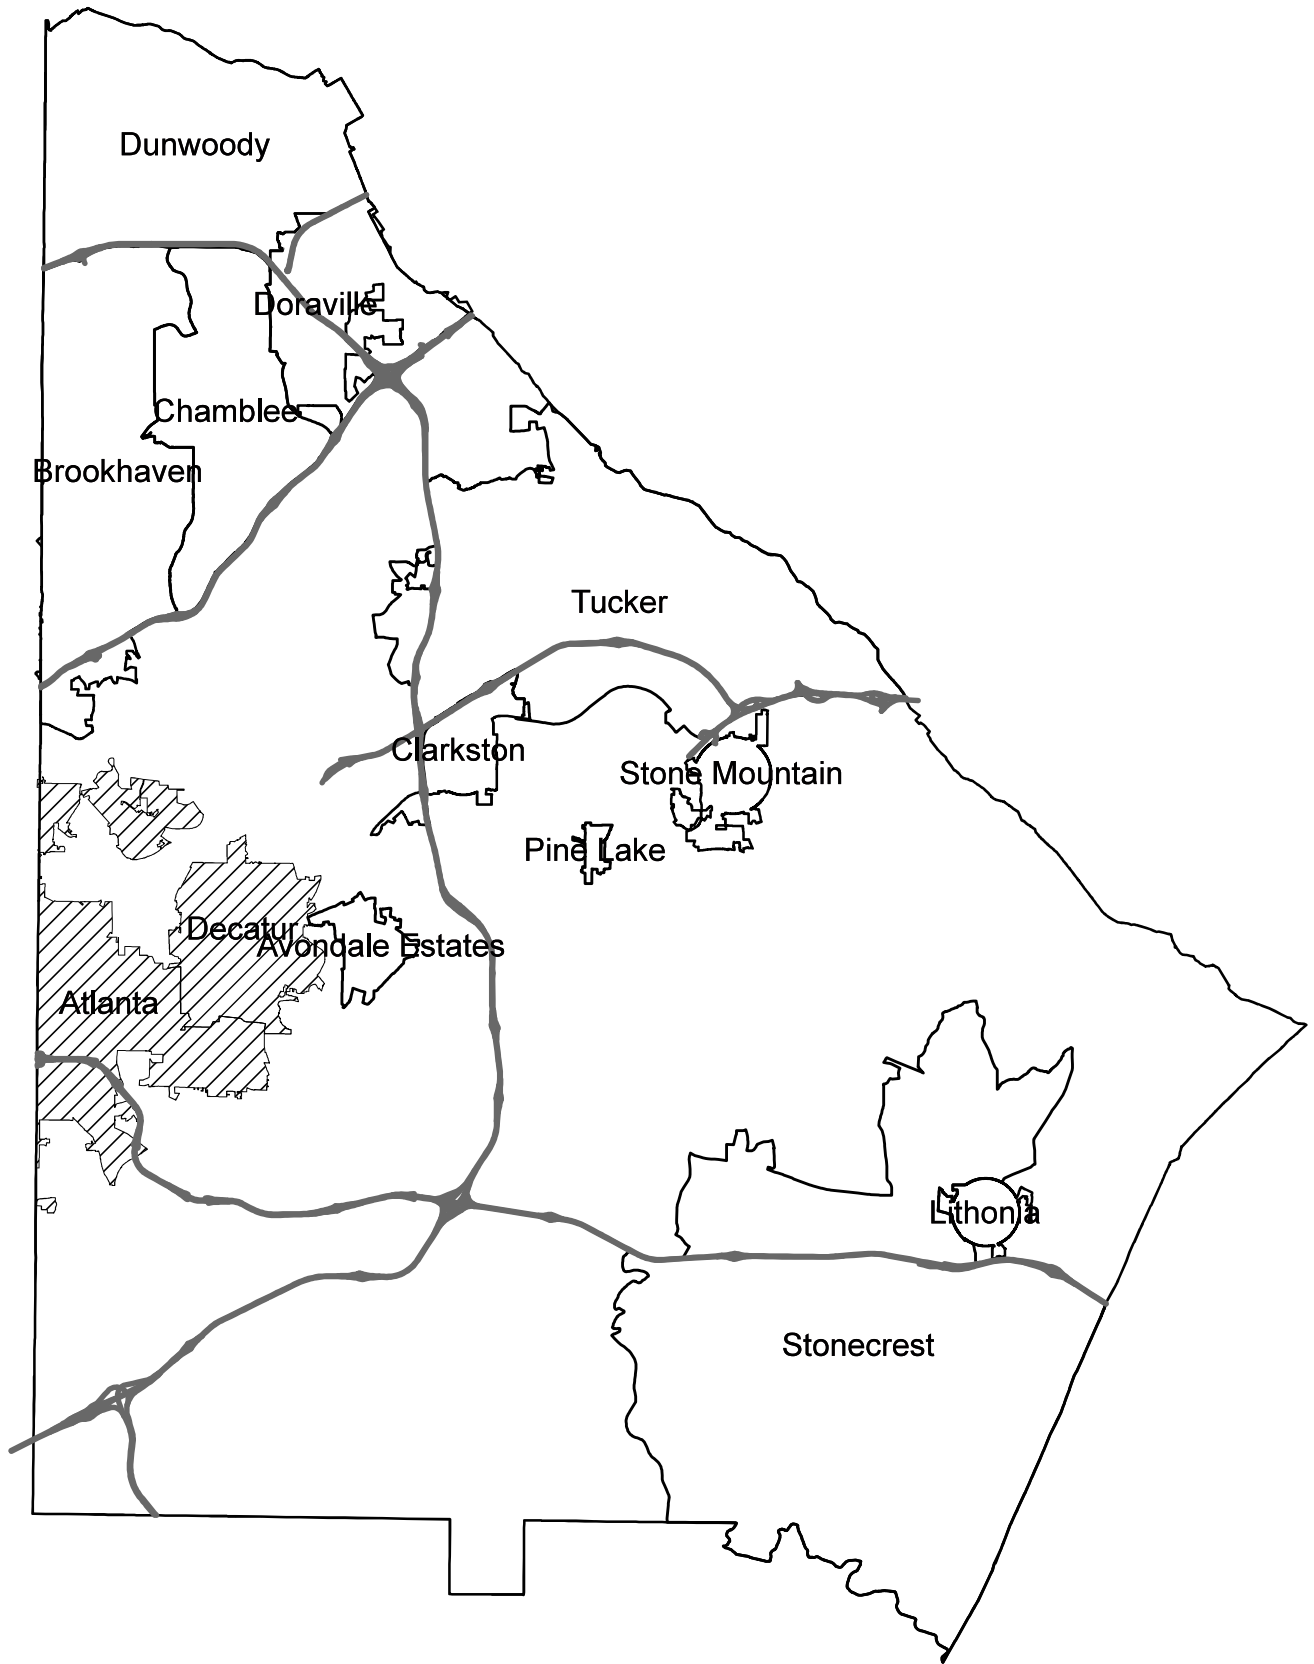 Dunwoody
Doraville
Chamblee
Brookhaven
Tucker
Clarkston
Stone Mountain
Pine Lake
Decatur
Avondale Estates
Atlanta
Lithonia
Stonecrest